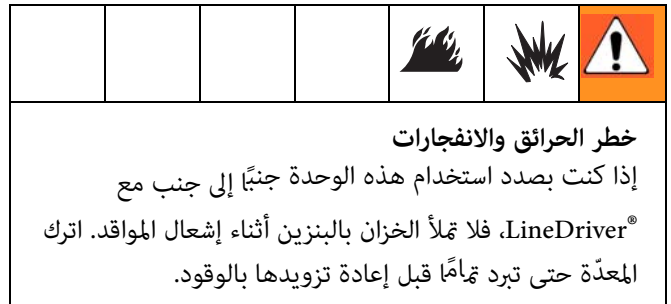 خطر الحرائق والانفجارات
إذا كنت بصدد استخدام هذه الوحدة جنبًا إلى جنب مع
LineDriver®، فلا تملأ الخزان بالبنزين أثناء إشعال المواقد. اترك
المعدّة حتى تبرد تمامًا قبل إعادة تزويدها بالوقود.